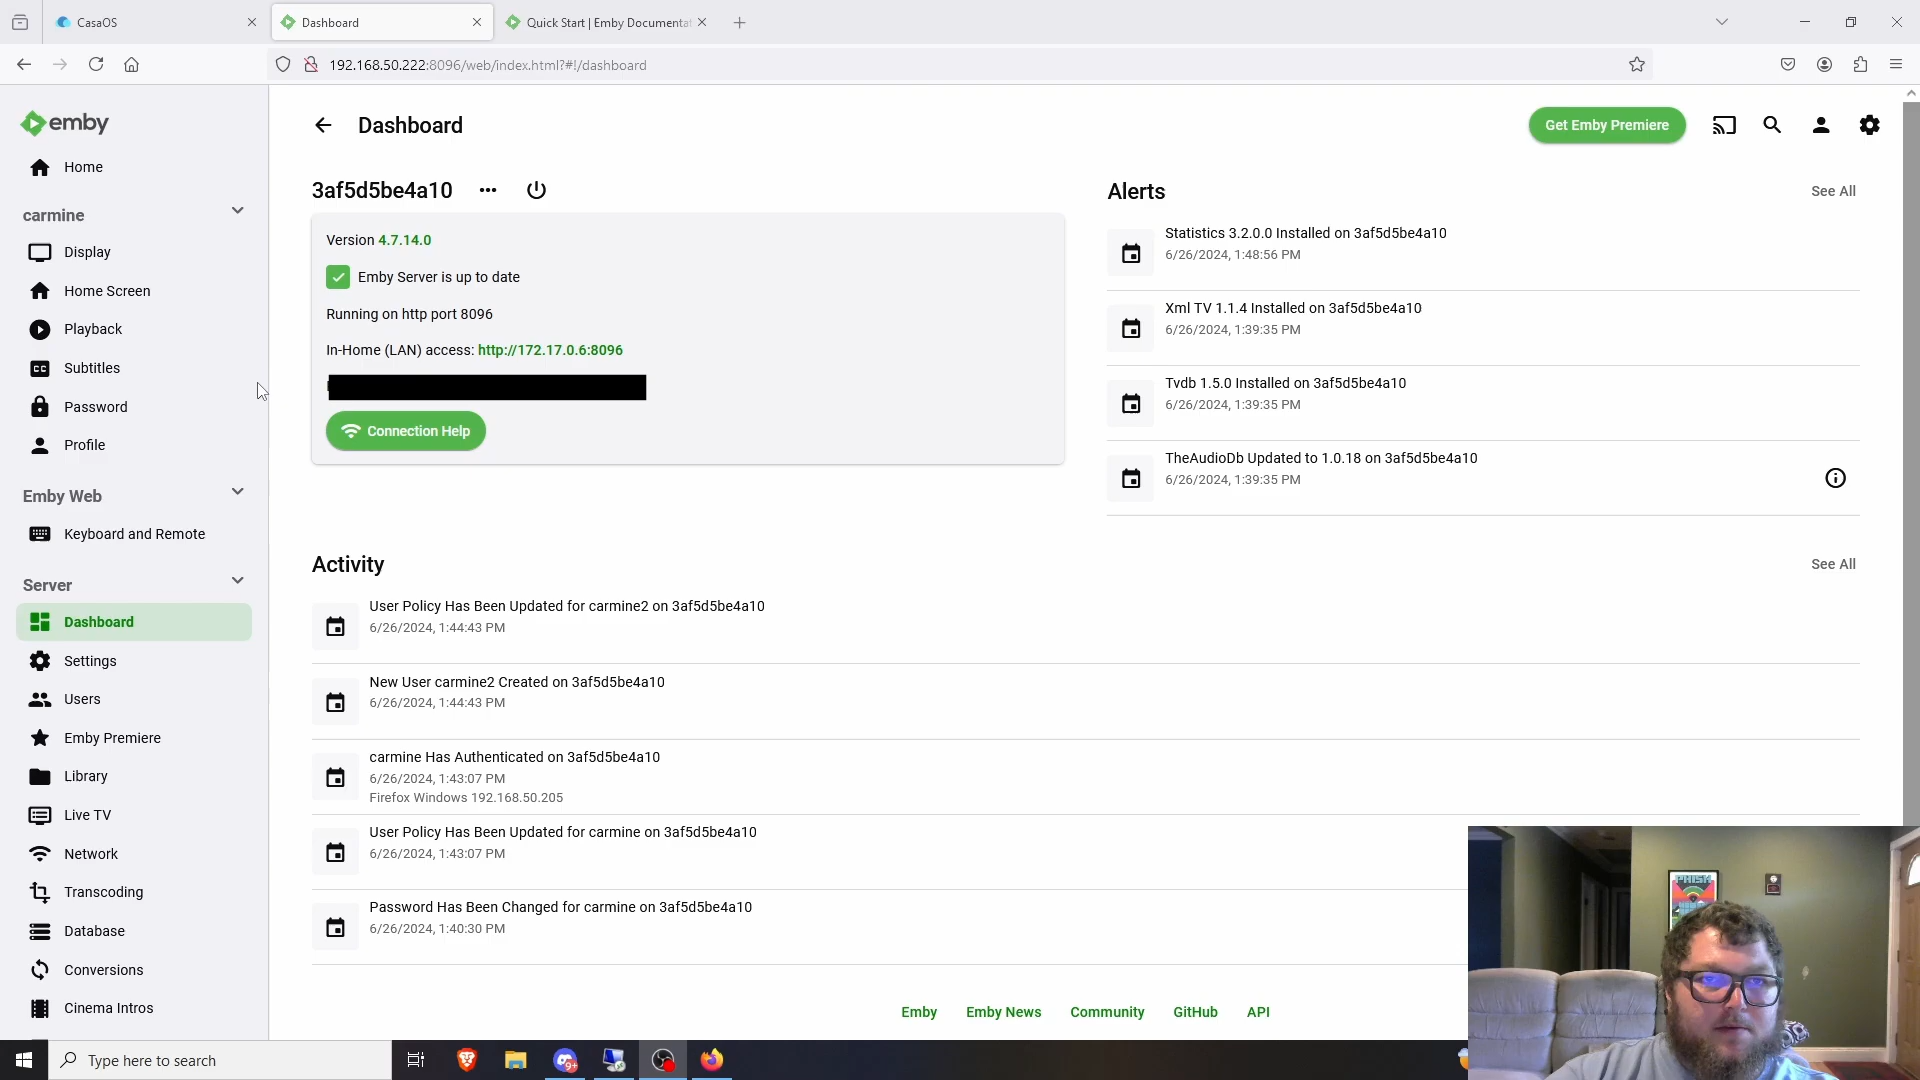 CasaOS
Dashboard
Quick Start | Emby Documentat
192.168.50.222:8096/web/index.html?#!/dashboard
emby
Dashboard
Get Emby Premiere
Home
carmine
Display
Home Screen
Playback
Subtitles
Password
Profile
Emby Web
Keyboard and Remote
Server
Dashboard
Settings
Users
Emby Premiere
Library
Live TV
Network
Transcoding
Database
Conversions
Cinema Intros
3af5d5be4a10
Version 4.7.14.0
Emby Server is up to date
Running on http port 8096
In-Home (LAN) access: http://172.17.0.6:8096
Connection Help
Alerts
See All
Statistics 3.2.0.0 Installed on 3af5d5be4a10
6/26/2024, 1:48:56 PM
Xml TV 1.1.4 Installed on 3af5d5be4a10
6/26/2024, 1:39:35 PM
Tvdb 1.5.0 Installed on 3af5d5be4a10
6/26/2024, 1:39:35 PM
TheAudioDb Updated to 1.0.18 on 3af5d5be4a10
6/26/2024, 1:39:35 PM
Activity
See All
User Policy Has Been Updated for carmine2 on 3af5d5be4a10
6/26/2024, 1:44:43 PM
New User carmine2 Created on 3af5d5be4a10
6/26/2024, 1:44:43 PM
carmine Has Authenticated on 3af5d5be4a10
6/26/2024, 1:43:07 PM
Firefox Windows 192.168.50.205
User Policy Has Been Updated for carmine on 3af5d5be4a10
6/26/2024, 1:43:07 PM
Password Has Been Changed for carmine on 3af5d5be4a10
6/26/2024, 1:40:30 PM
Emby
Emby News
Community
GitHub
API
PHISH
Type here to search
9+